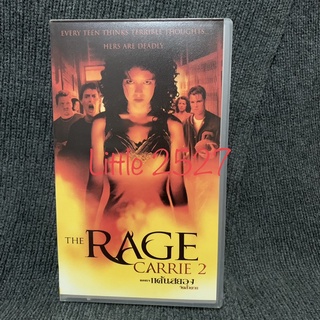 EVERY TEEN THINKS TERRIBLE THOUGHTS...
HERS ARE DEADLY.
Little 2527
THE RAGE
CARRIE 2